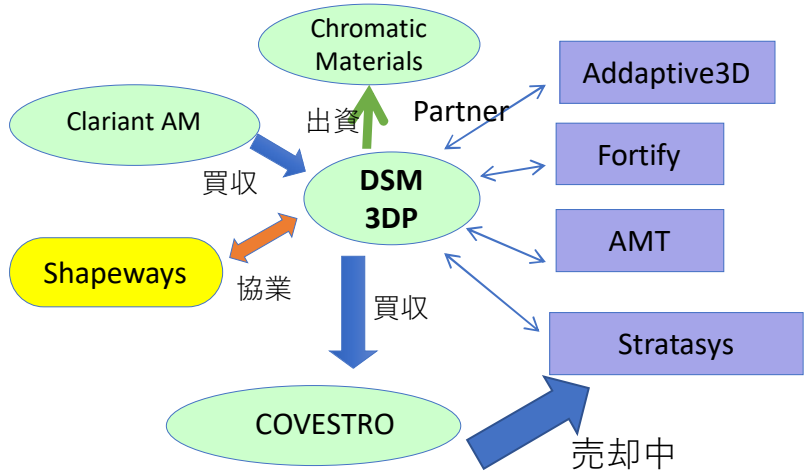 Chromatic
Materials
Addaptive3D
Partner
Clariant AM
出資
Fortify
買収
DSM
3DP
AMT
Shapeways
協業
買収
Stratasys
COVESTRO
売却中